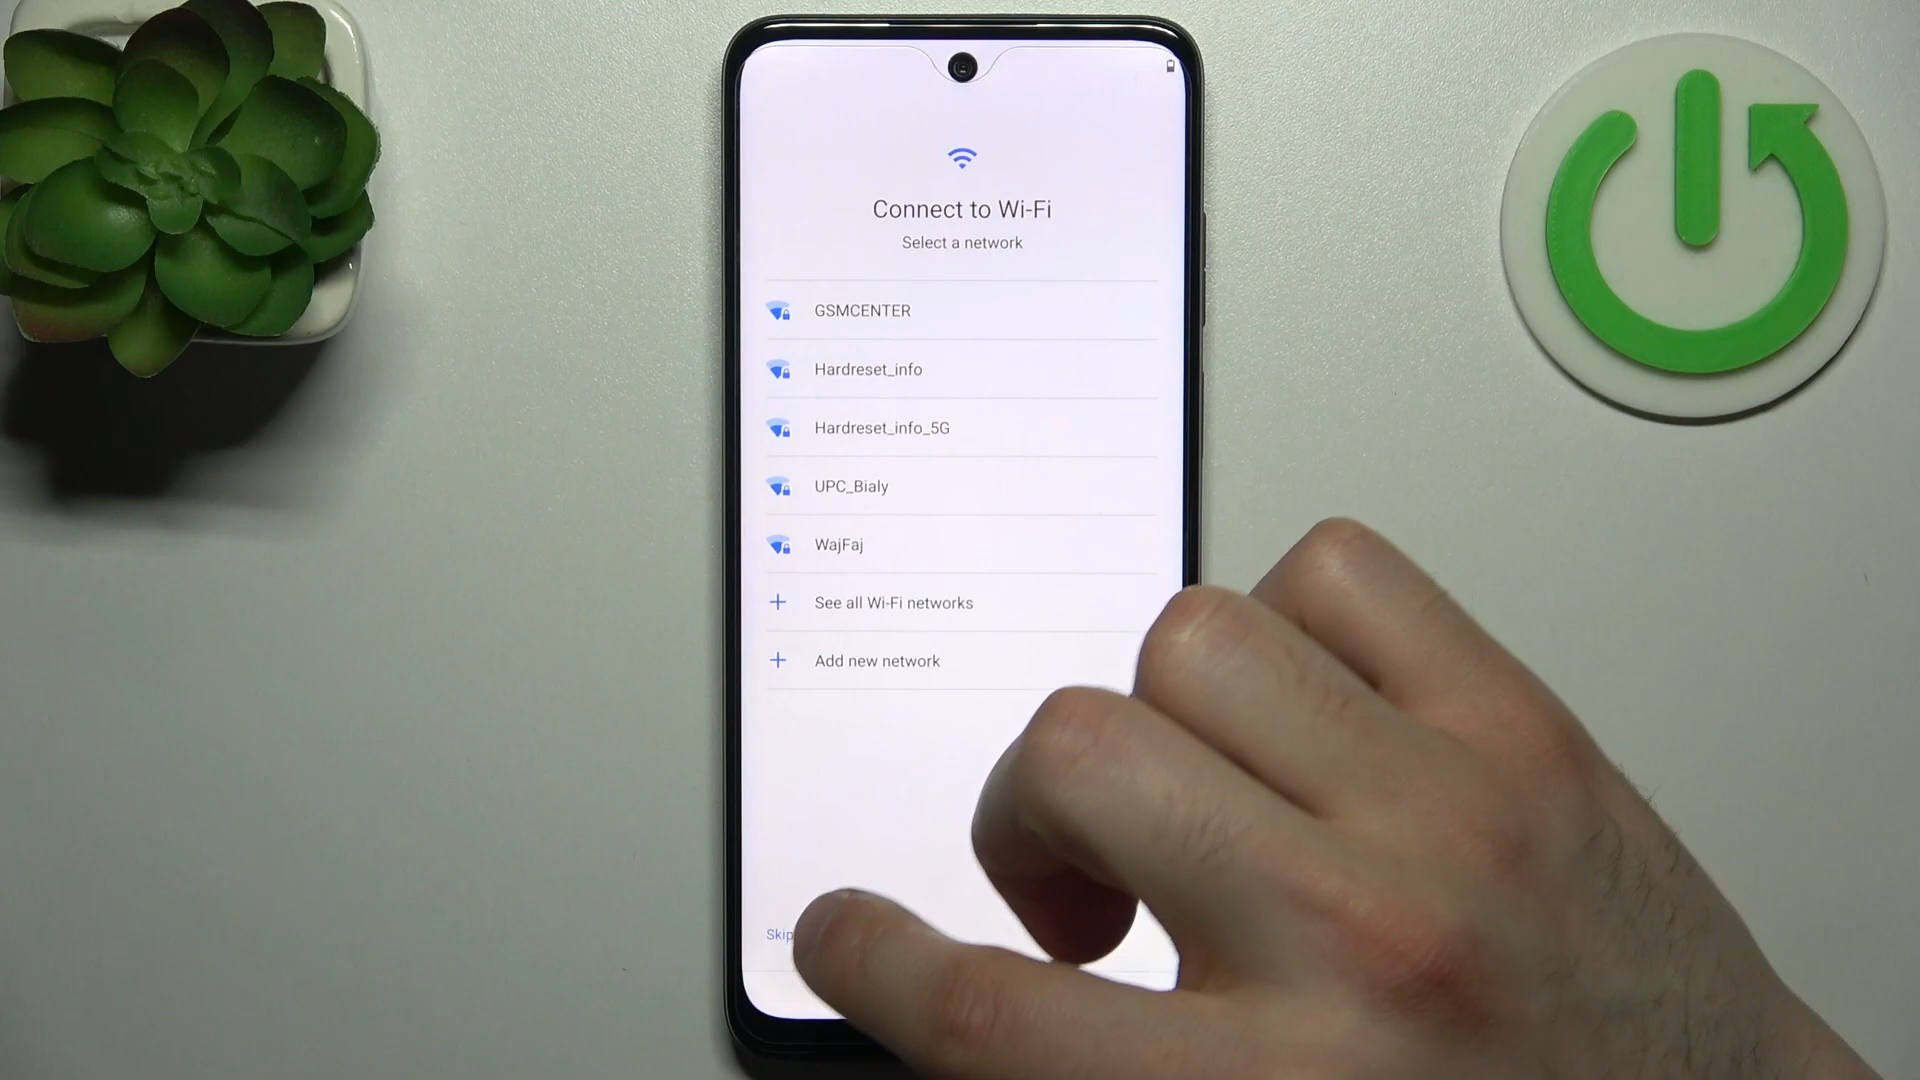 Connect to Wi-Fi
Select a network
GSMCENTER
Hardreset_info
Hardreset_info_5G
UPC_Bialy
WajFaj
See all Wi-Fi networks
Add new network
Skip